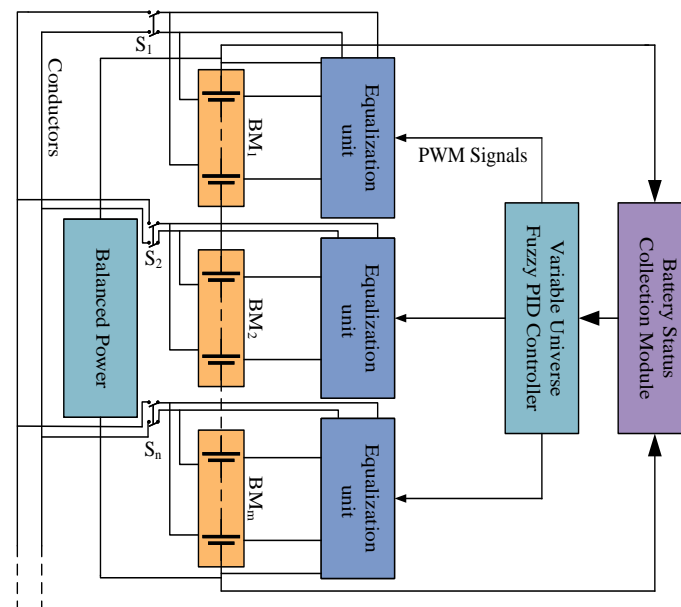 S1
Conductors
BM1
Equalization
unit
PWM Signals
Battery Status
Collection Module
Variable Universe
Fuzzy PID Controller
Balanced Power
S2
BM2
Equalization
unit
Sn
BMm
Equalization
unit